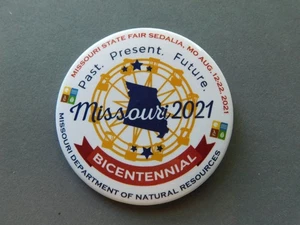 MISSOURI STATE FAIR SEDALIA, MO AUG.12-22, 2021
Past. Present. Future.
Missouri 2021
BICENTENNIAL
MISSOURI DEPARTMENT OF NATURAL RESOURCES